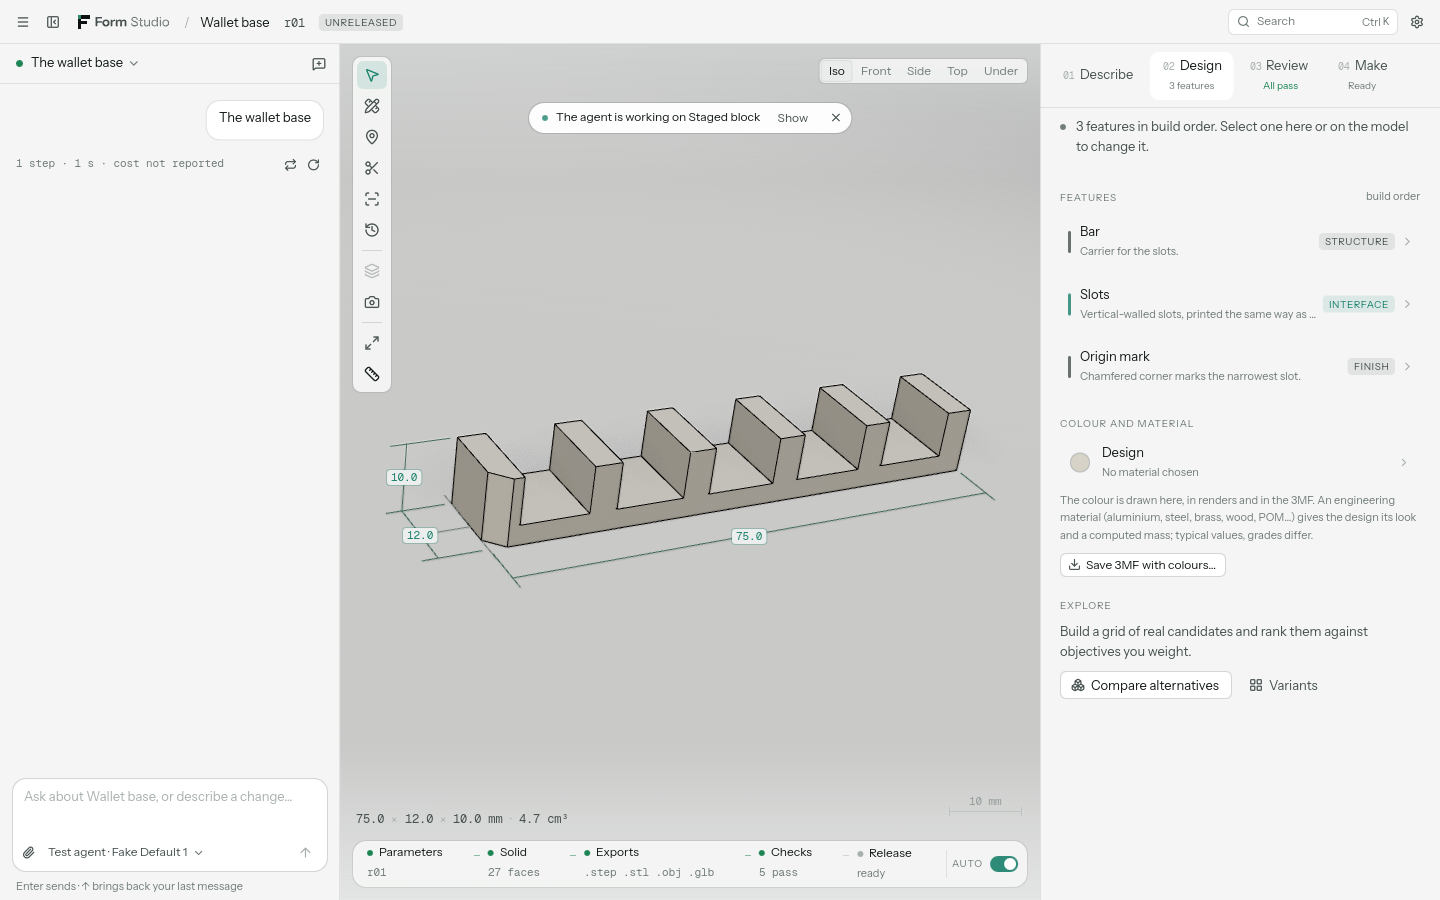 Form Studio / Wallet base r01 UNRELEASED
Search Ctrl K
The wallet base
The wallet base
1 step · 1 s · cost not reported
Ask about Wallet base, or describe a change...
Test agent · Fake Default 1
Enter sends · ↑ brings back your last message
Iso Front Side Top Under
The agent is working on Staged block Show
10.0
12.0
75.0
10 mm
75.0 × 12.0 × 10.0 mm · 4.7 cm³
Parameters
r01
Solid
27 faces
Exports
.step .stl .obj .glb
Checks
5 pass
Release
ready
AUTO
01 Describe
02 Design
3 features
03 Review
All pass
04 Make
Ready
3 features in build order. Select one here or on the model
to change it.
FEATURES build order
Bar
Carrier for the slots.
STRUCTURE
Slots
Vertical-walled slots, printed the same way as ...
INTERFACE
Origin mark
Chamfered corner marks the narrowest slot.
FINISH
COLOUR AND MATERIAL
Design
No material chosen
The colour is drawn here, in renders and in the 3MF. An engineering
material (aluminium, steel, brass, wood, POM...) gives the design its look
and a computed mass; typical values, grades differ.
Save 3MF with colours...
EXPLORE
Build a grid of real candidates and rank them against
objectives you weight.
Compare alternatives Variants